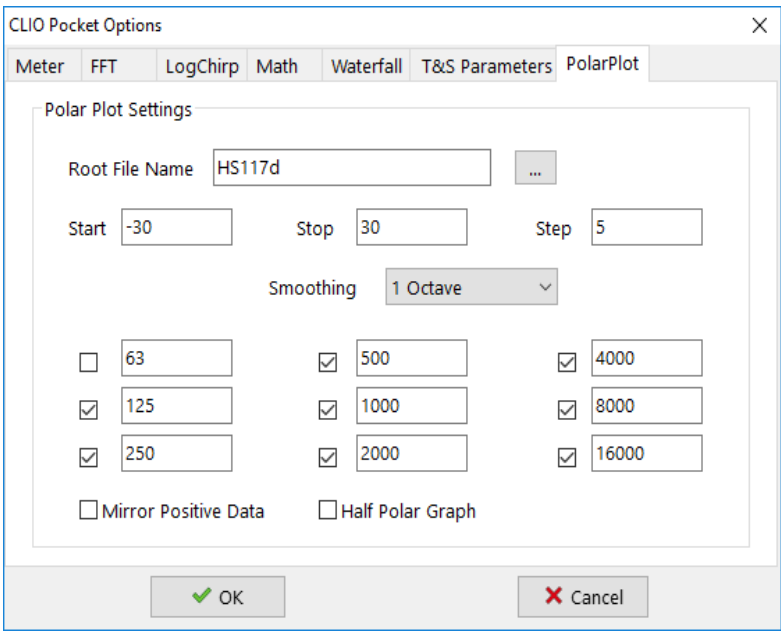 CLIO Pocket Options
Meter FFT LogChirp Math Waterfall T&S Parameters PolarPlot
Polar Plot Settings
Root File Name HS117d ...
Start -30 Stop 30 Step 5
Smoothing 1 Octave
63 500 4000
125 1000 8000
250 2000 16000
Mirror Positive Data Half Polar Graph
OK Cancel